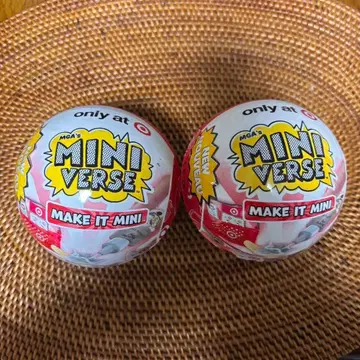 only at
MGA's
MINI
VERSE
MAKE IT MINI
only at
MGA's
MINI
VERSE
NEW
MAKE IT MINI